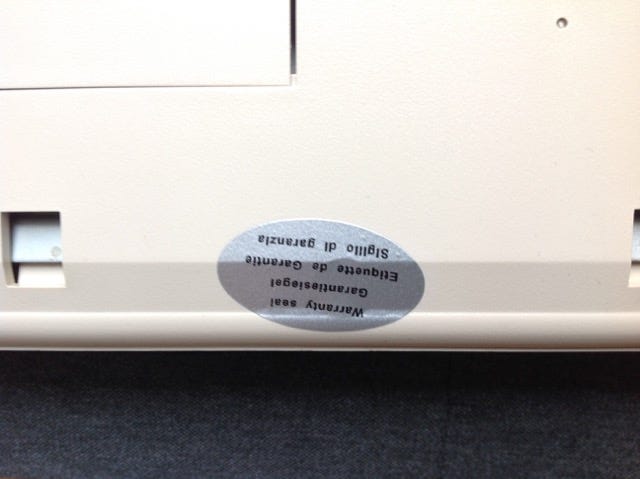 Warranty seal
Garantiesiegel
Etiquette de Garantie
Sigillo di garanzia